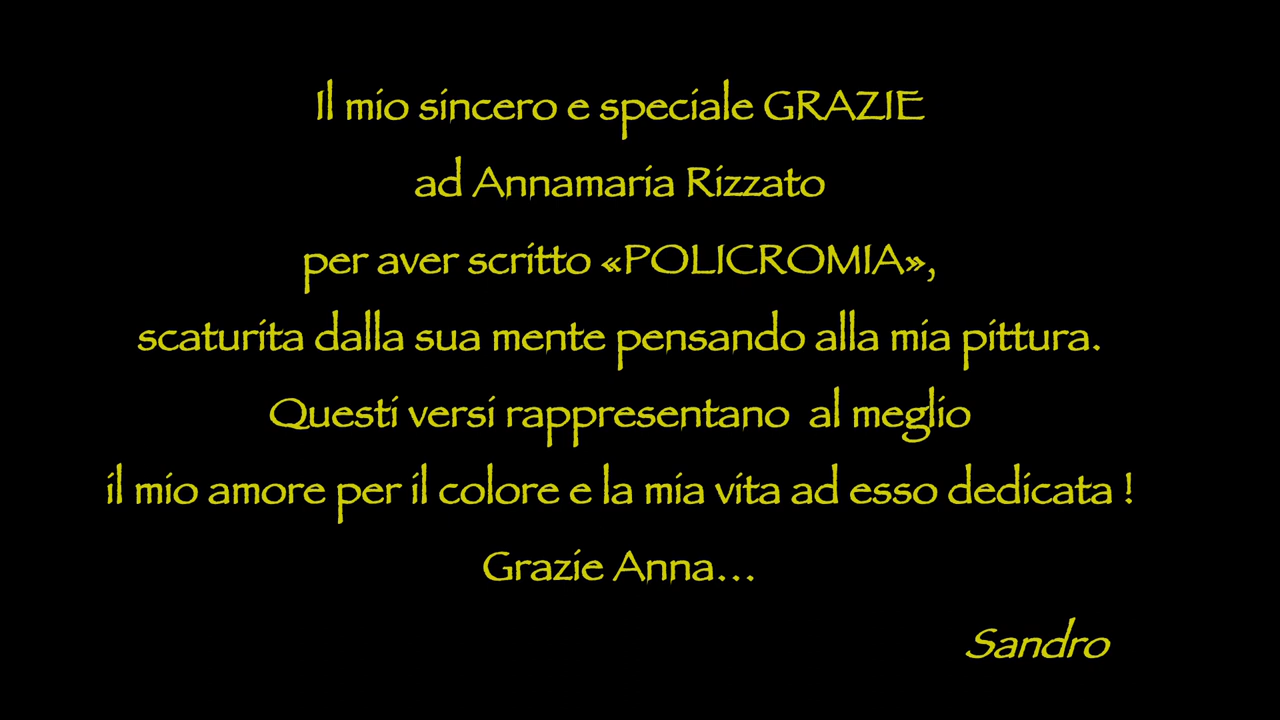 Il mio sincero e speciale GRAZIE
ad Annamaria Rizzato
per aver scritto «POLICROMIA»,
scaturita dalla sua mente pensando alla mia pittura.
Questi versi rappresentano  al meglio
il mio amore per il colore e la mia vita ad esso dedicata !
Grazie Anna...
Sandro